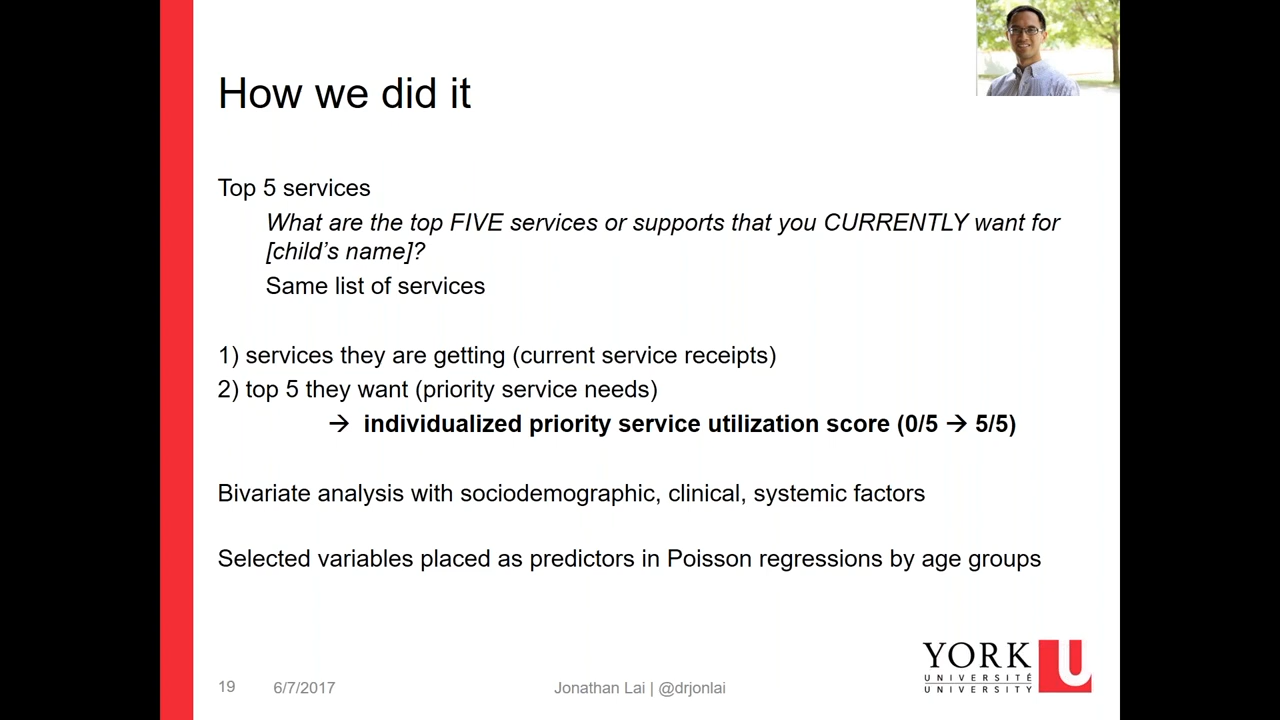 How we did it
Top 5 services
What are the top FIVE services or supports that you CURRENTLY want for
[child's name]?
Same list of services
1) services they are getting (current service receipts)
2) top 5 they want (priority service needs)
→ individualized priority service utilization score (0/5 → 5/5)
Bivariate analysis with sociodemographic, clinical, systemic factors
Selected variables placed as predictors in Poisson regressions by age groups
YORK U
UNIVERSITÉ
UNIVERSITY
19 6/7/2017 Jonathan Lai | @drjonlai